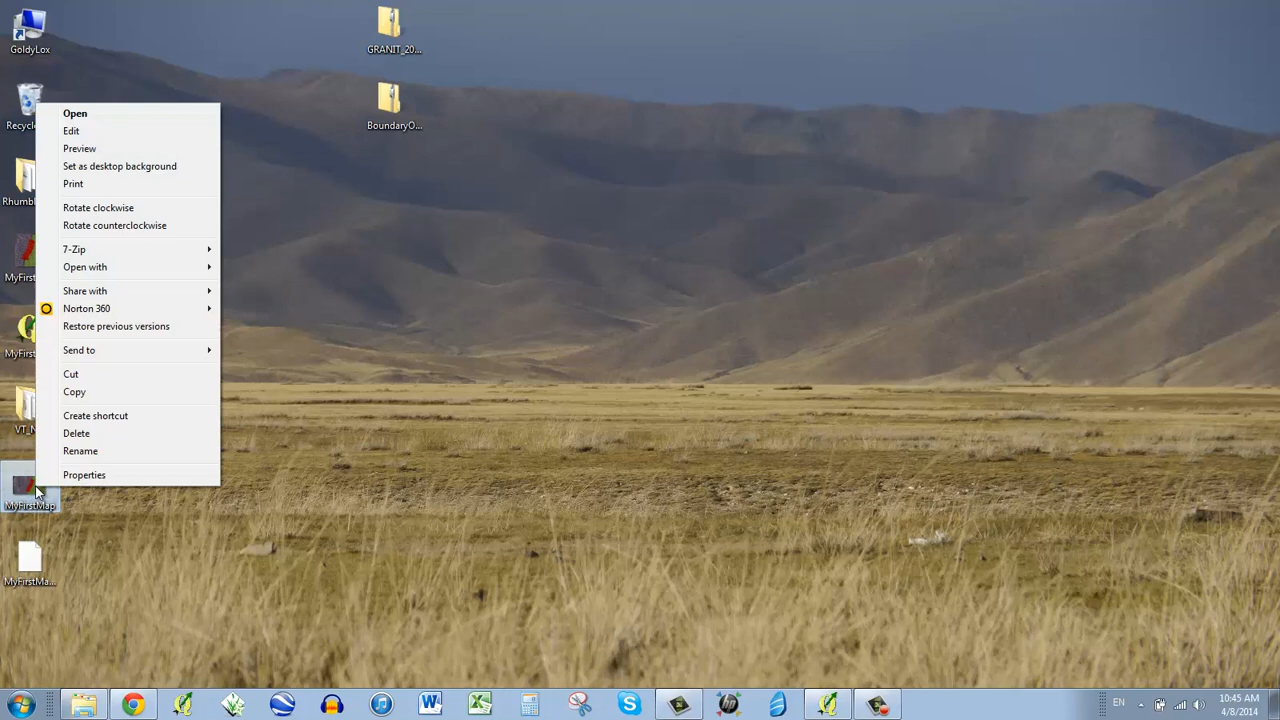 GoldyLox
GRANIT_20...
Recycl
BoundaryO...
Open
Edit
Preview
Set as desktop background
Print
Rhumbl
Rotate clockwise
Rotate counterclockwise
7-Zip
Open with
MyFirst
Share with
Norton 360
Restore previous versions
MyFirst
Send to
Cut
Copy
Create shortcut
VT_N
Delete
Rename
Properties
MyFirstMap
MyFirstMa...
EN
10:45 AM
4/8/2014